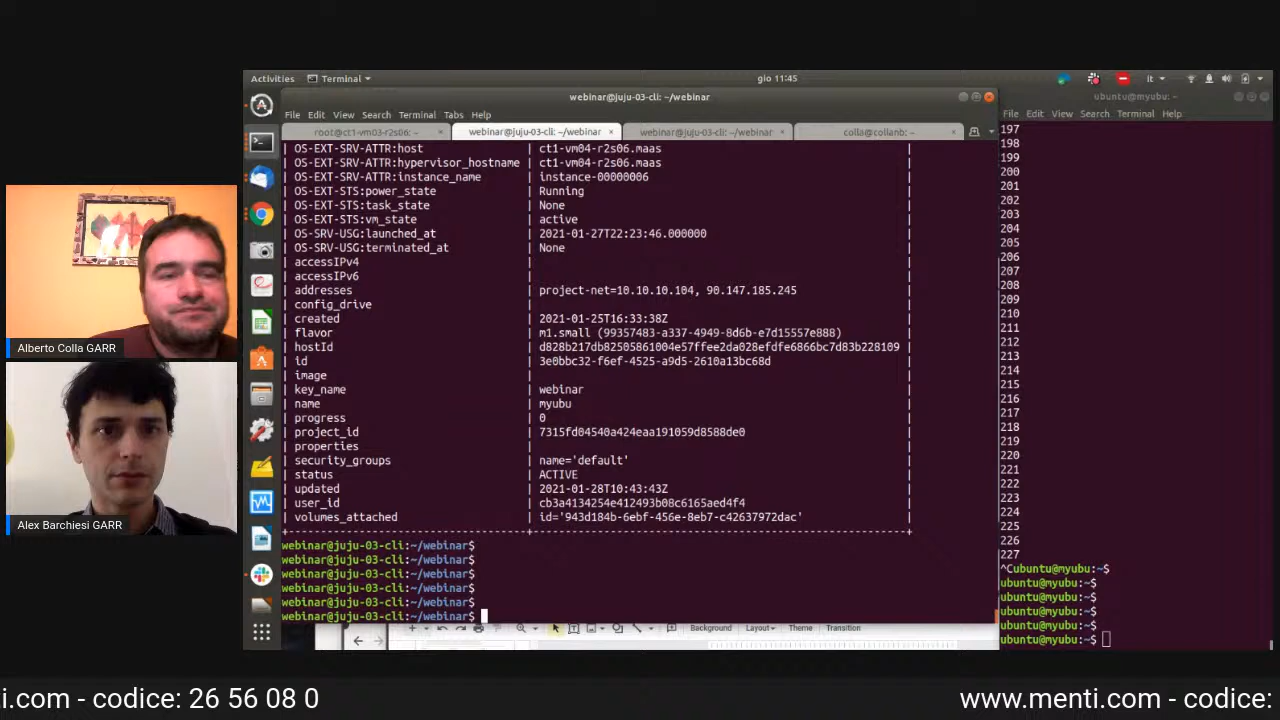 Activities
Terminal
gio 11:45
it
webinar@juju-03-cli: ~/webinar
File Edit View Search Terminal Tabs Help
root@ct1-vm03-r2s06: ~
webinar@juju-03-cli: ~/webinar
webinar@juju-03-cli: ~/webinar
colla@collanb: ~
| OS-EXT-SRV-ATTR:host | ct1-vm04-r2s06.maas |
| OS-EXT-SRV-ATTR:hypervisor_hostname | ct1-vm04-r2s06.maas |
| OS-EXT-SRV-ATTR:instance_name | instance-00000006 |
| OS-EXT-STS:power_state | Running |
| OS-EXT-STS:task_state | None |
| OS-EXT-STS:vm_state | active |
| OS-SRV-USG:launched_at | 2021-01-27T22:23:46.000000 |
| OS-SRV-USG:terminated_at | None |
| accessIPv4 | |
| accessIPv6 | |
| addresses | project-net=10.10.10.104, 90.147.185.245 |
| config_drive | |
| created | 2021-01-25T16:33:38Z |
| flavor | m1.small (99357483-a337-4949-8d6b-e7d15557e888) |
| hostId | d828b217db82505861004e57ffee2da028efdfe6866bc7d83b228109 |
| id | 3e0bbc32-f6ef-4525-a9d5-2610a13bc68d |
| image | |
| key_name | webinar |
| name | myubu |
| progress | 0 |
| project_id | 7315fd04540a424eaa191059d8588de0 |
| properties | |
| security_groups | name='default' |
| status | ACTIVE |
| updated | 2021-01-28T10:43:43Z |
| user_id | cb3a4134254e412493b08c6165aed4f4 |
| volumes_attached | id='943d184b-6ebf-456e-8eb7-c42637972dac' |
webinar@juju-03-cli:~/webinar$
webinar@juju-03-cli:~/webinar$
webinar@juju-03-cli:~/webinar$
webinar@juju-03-cli:~/webinar$
webinar@juju-03-cli:~/webinar$
webinar@juju-03-cli:~/webinar$
Background Layout Theme Transition
ubuntu@myubu: ~
File Edit View Search Terminal Help
197
198
199
200
201
202
203
204
205
206
207
208
209
210
211
212
213
214
215
216
217
218
219
220
221
222
223
224
225
226
227
^Cubuntu@myubu:~$
ubuntu@myubu:~$
ubuntu@myubu:~$
ubuntu@myubu:~$
ubuntu@myubu:~$
ubuntu@myubu:~$
Alberto Colla GARR
Alex Barchiesi GARR
ti.com - codice: 26 56 08 0
www.menti.com - codice: